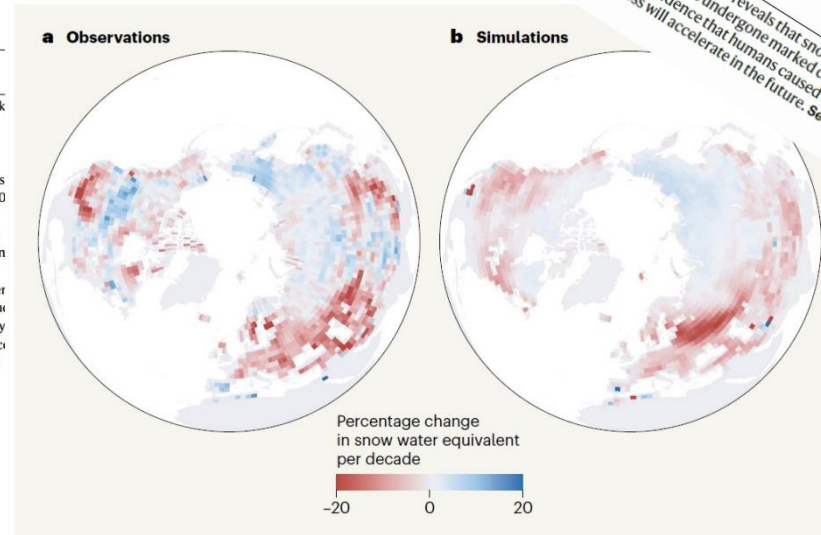 reveals that sno
undergone marked
dence that humans caused
ss will accelerate in the future. Se
a Observations
b Simulations
Percentage change
in snow water equivalent
per decade
−20 0 20